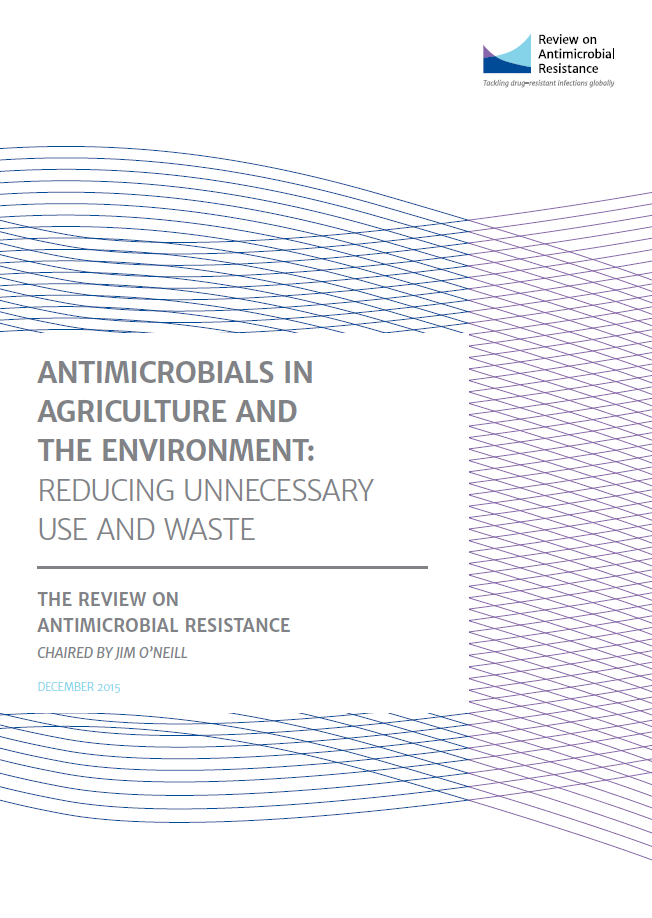 Review on
Antimicrobial
Resistance
Tackling drug-resistant infections globally
ANTIMICROBIALS IN
AGRICULTURE AND
THE ENVIRONMENT:
REDUCING UNNECESSARY
USE AND WASTE
THE REVIEW ON
ANTIMICROBIAL RESISTANCE
CHAIRED BY JIM O’NEILL
DECEMBER 2015